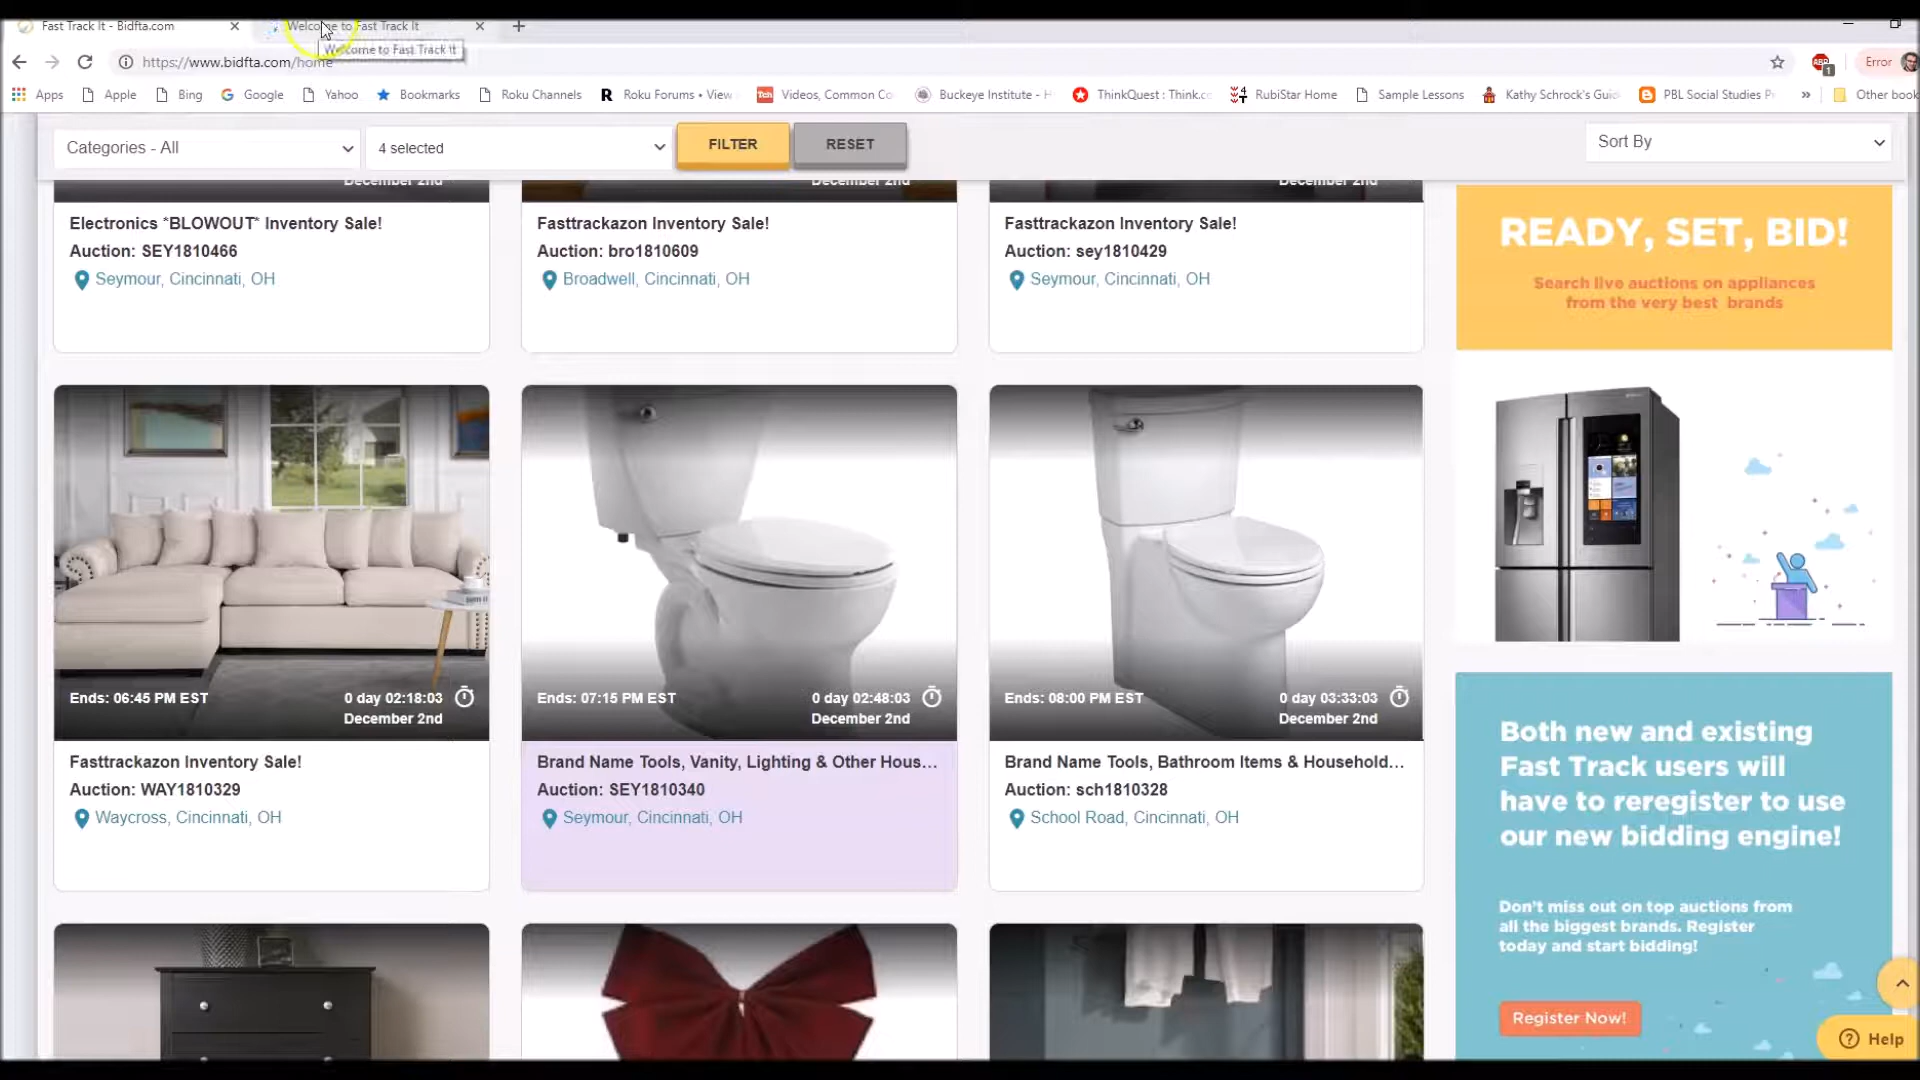 Fast Track It - Bidfta.com
Welcome to Fast Track It
Welcome to Fast Track It
https://www.bidfta.com/home
Error
Apps Apple Bing Google Yahoo Bookmarks Roku Channels Roku Forums • View Videos, Common Co Buckeye Institute - H ThinkQuest : Think.c RubiStar Home Sample Lessons Kathy Schrock's Guid PBL Social Studies P » Other book
Categories - All
4 selected
FILTER
RESET
Sort By
December 2nd
December 2nd
December 2nd
Electronics *BLOWOUT* Inventory Sale!
Auction: SEY1810466
Seymour, Cincinnati, OH
Fasttrackazon Inventory Sale!
Auction: bro1810609
Broadwell, Cincinnati, OH
Fasttrackazon Inventory Sale!
Auction: sey1810429
Seymour, Cincinnati, OH
READY, SET, BID!
Search live auctions on appliances
from the very best brands
Ends: 06:45 PM EST
0 day 02:18:03
December 2nd
Fasttrackazon Inventory Sale!
Auction: WAY1810329
Waycross, Cincinnati, OH
Ends: 07:15 PM EST
0 day 02:48:03
December 2nd
Brand Name Tools, Vanity, Lighting & Other Hous...
Auction: SEY1810340
Seymour, Cincinnati, OH
Ends: 08:00 PM EST
0 day 03:33:03
December 2nd
Brand Name Tools, Bathroom Items & Household...
Auction: sch1810328
School Road, Cincinnati, OH
Both new and existing
Fast Track users will
have to reregister to use
our new bidding engine!
Don't miss out on top auctions from
all the biggest brands. Register
today and start bidding!
Register Now!
Help